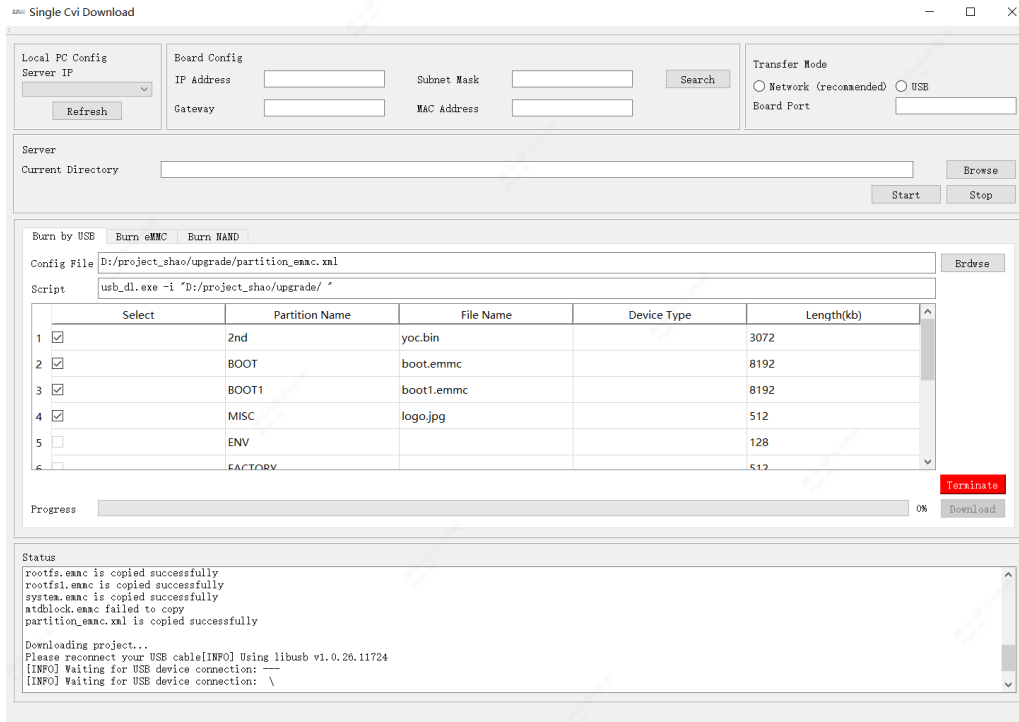 Single Cvi Download
Local PC Config
Server IP
Refresh
Board Config
IP Address
Subnet Mask
Search
Gateway
MAC Address
Transfer Mode
Network (recommended)
USB
Board Port
Server
Current Directory
Browse
Start
Stop
Burn by USB
Burn eMMC
Burn NAND
Config File
D:/project_shao/upgrade/partition_emmc.xml
Brdwse
Script
usb_dl.exe -i "D:/project_shao/upgrade/ "
Select Partition Name File Name Device Type Length(kb)
1 2nd yoc.bin 3072
2 BOOT boot.emmc 8192
3 BOOT1 boot1.emmc 8192
4 MISC logo.jpg 512
5 ENV 128
6 FACTORY 512
Terminate
Progress
0%
Download
Status
rootfs.emmc is copied successfully
rootfs1.emmc is copied successfully
system.emmc is copied successfully
mtdblock.emmc failed to copy
partition_emmc.xml is copied successfully
Downloading project...
Please reconnect your USB cable[INFO] Using libusb v1.0.26.11724
[INFO] Waiting for USB device connection: ---
[INFO] Waiting for USB device connection: \